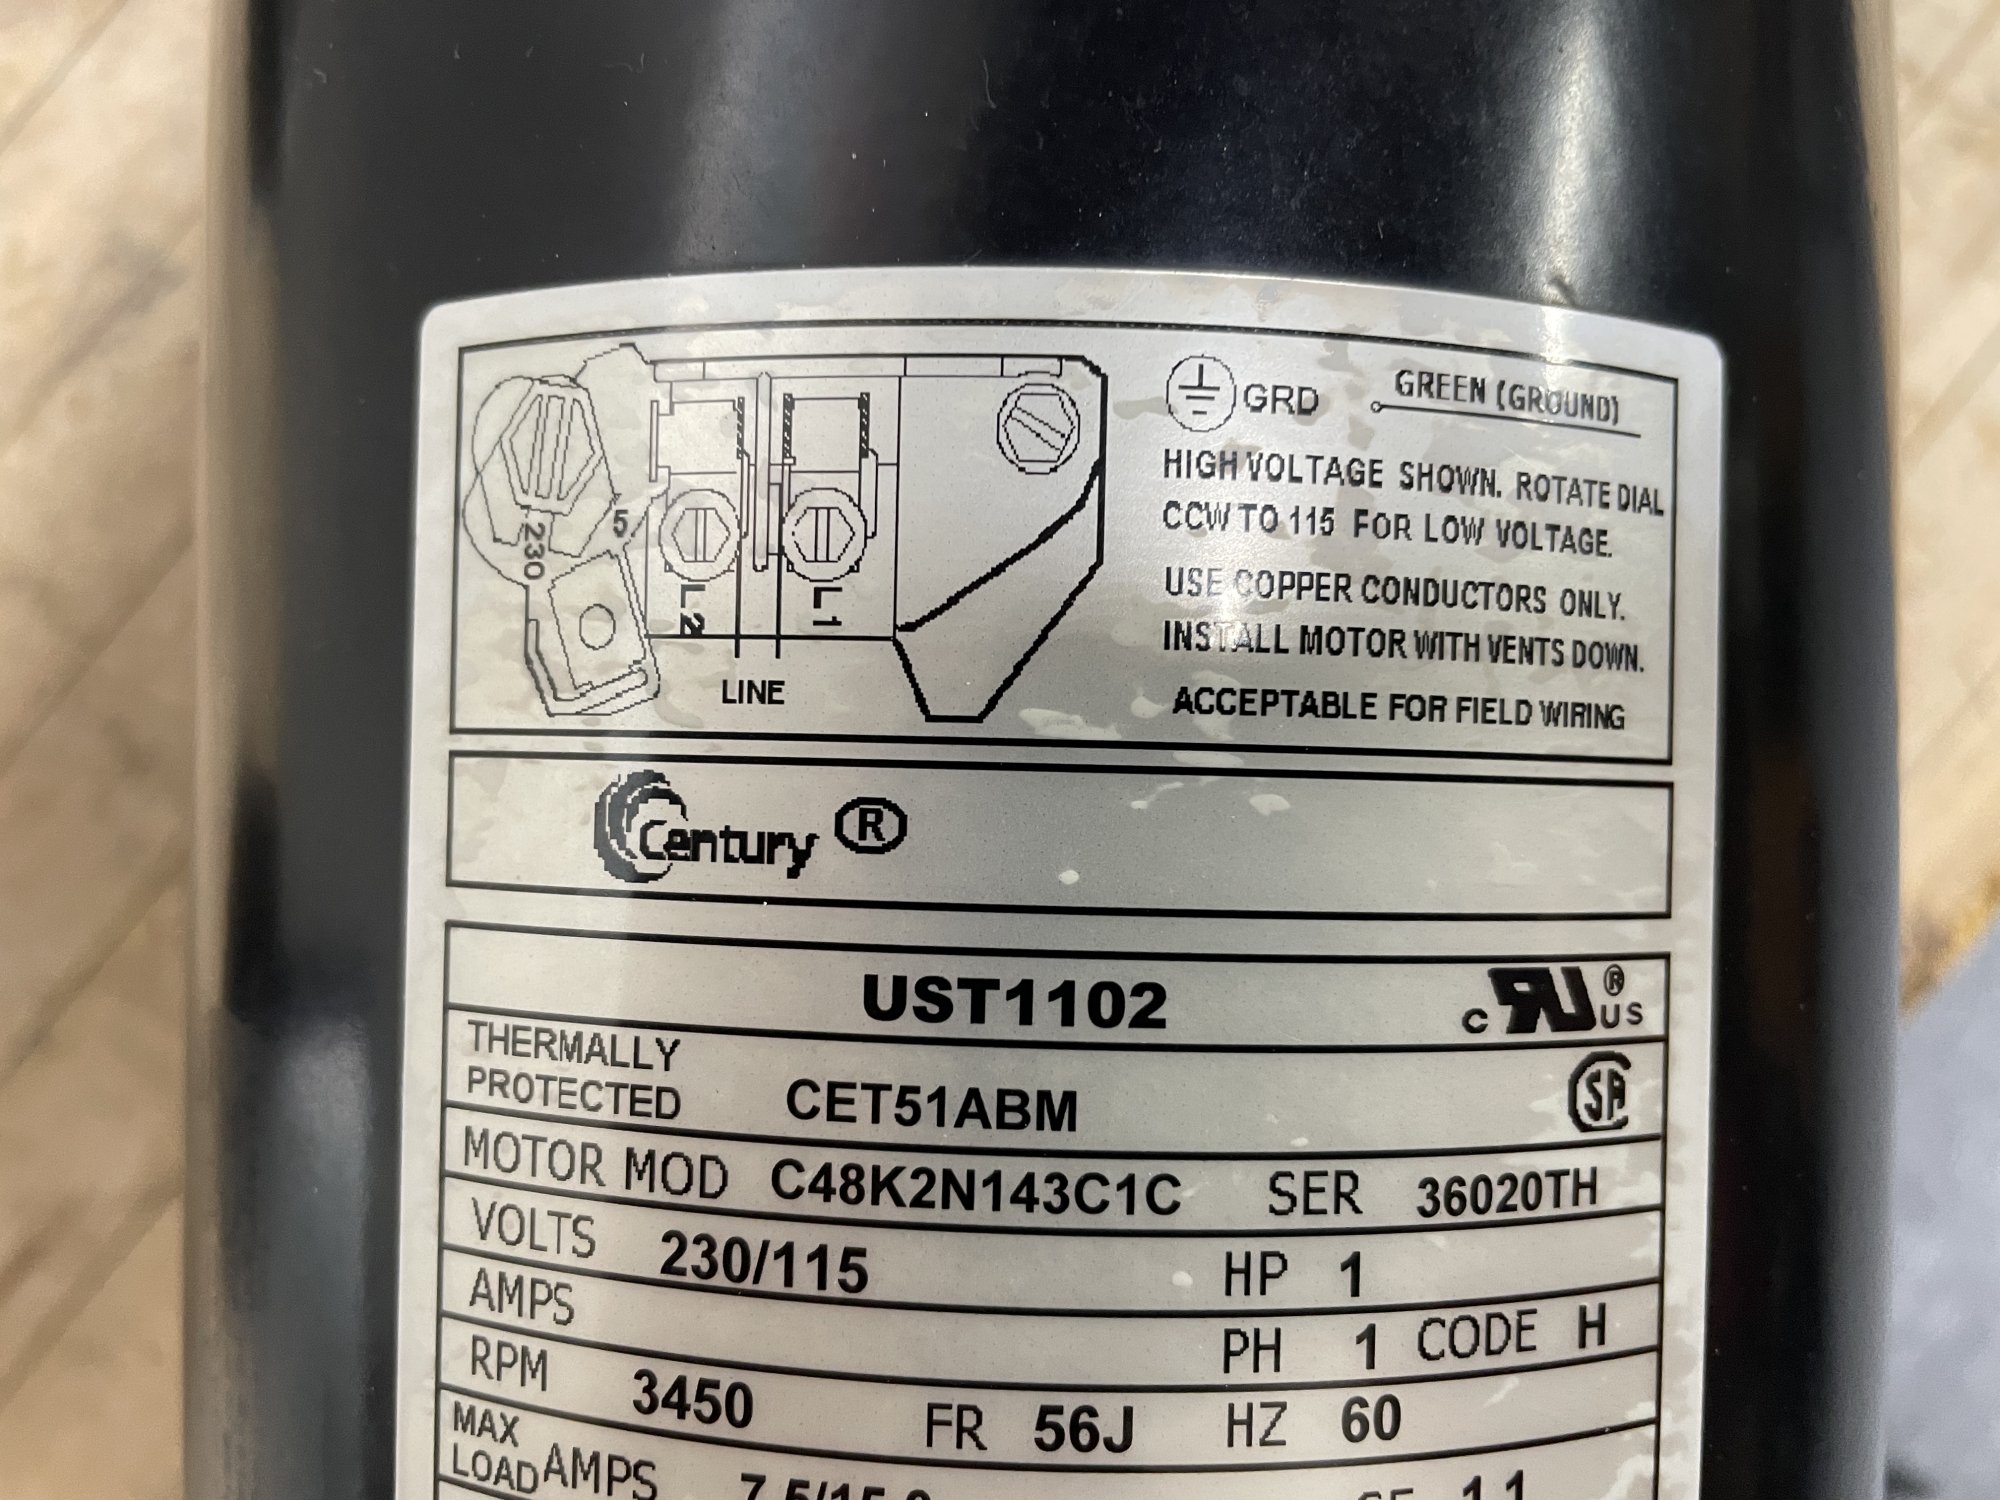 GRD GREEN (GROUND)
HIGH VOLTAGE SHOWN. ROTATE DIAL
CCW TO 115 FOR LOW VOLTAGE.
USE COPPER CONDUCTORS ONLY.
INSTALL MOTOR WITH VENTS DOWN.
ACCEPTABLE FOR FIELD WIRING
230
5
L2
L1
LINE
Century ®
UST1102
c RU ® US
THERMALLY
PROTECTED CET51ABM
SA
MOTOR MOD C48K2N143C1C SER 36020TH
VOLTS 230/115 HP 1
AMPS PH 1 CODE H
RPM 3450 FR 56J HZ 60
MAX
LOAD AMPS